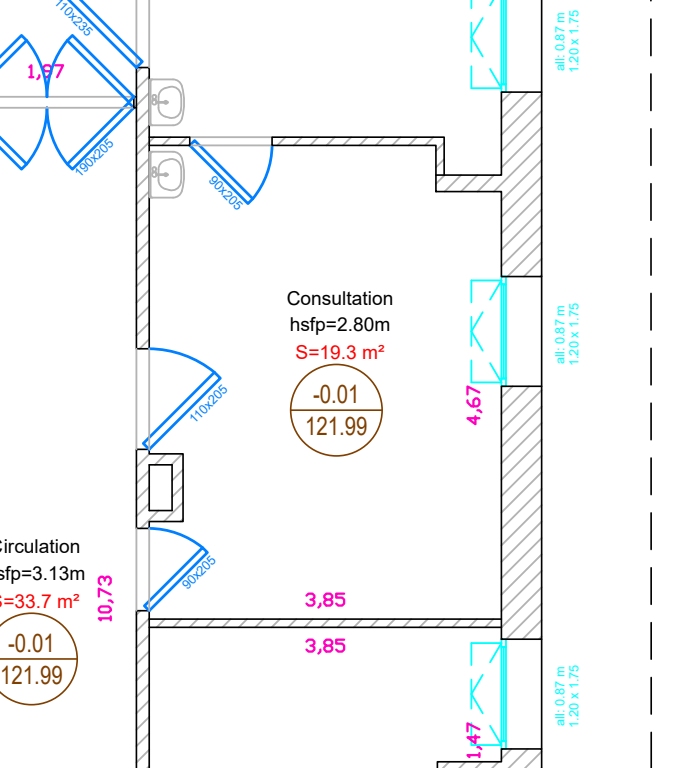 110x235
1,97
190x205
90x205
all: 0.87 m
1.20 x 1.75
Consultation
hsfp=2.80m
S=19.3 m²
-0.01
121.99
all: 0.87 m
1.20 x 1.75
4,67
110x205
90x205
Circulation
sfp=3.13m
S=33.7 m²
-0.01
121.99
10,73
3,85
3,85
all: 0.87 m
1.20 x 1.75
1,47